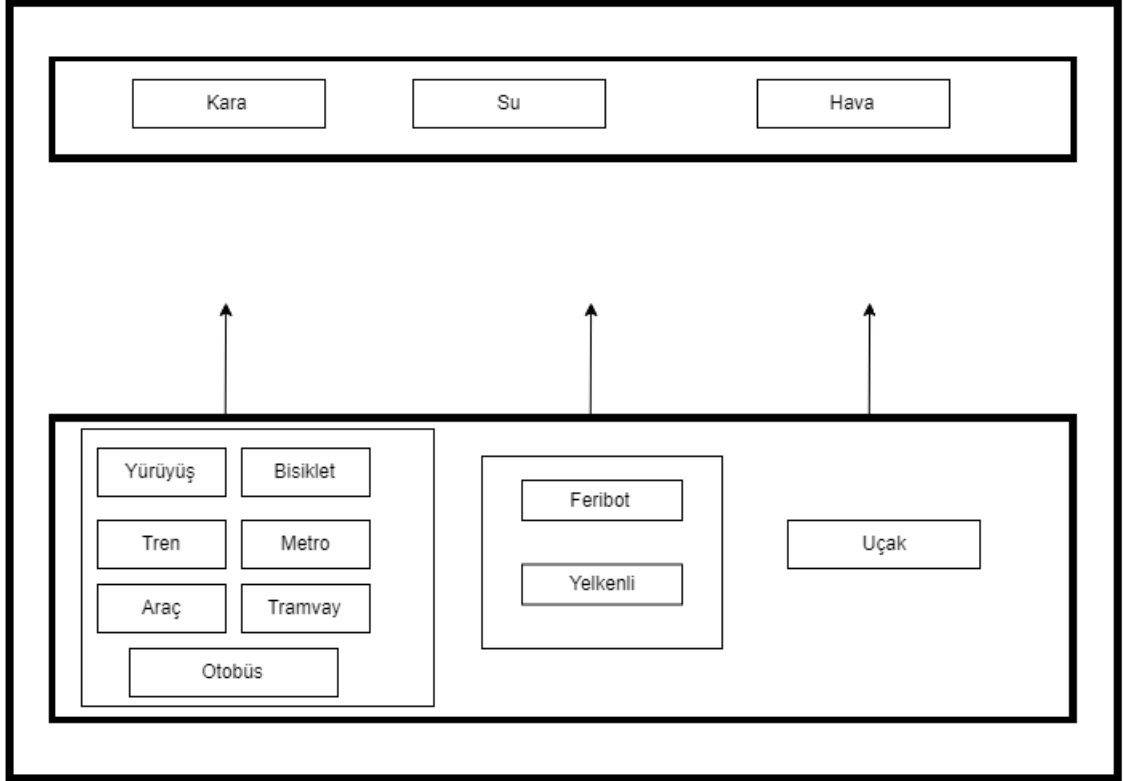 Kara
Su
Hava
Yürüyüş
Bisiklet
Tren
Metro
Araç
Tramvay
Otobüs
Feribot
Yelkenli
Uçak